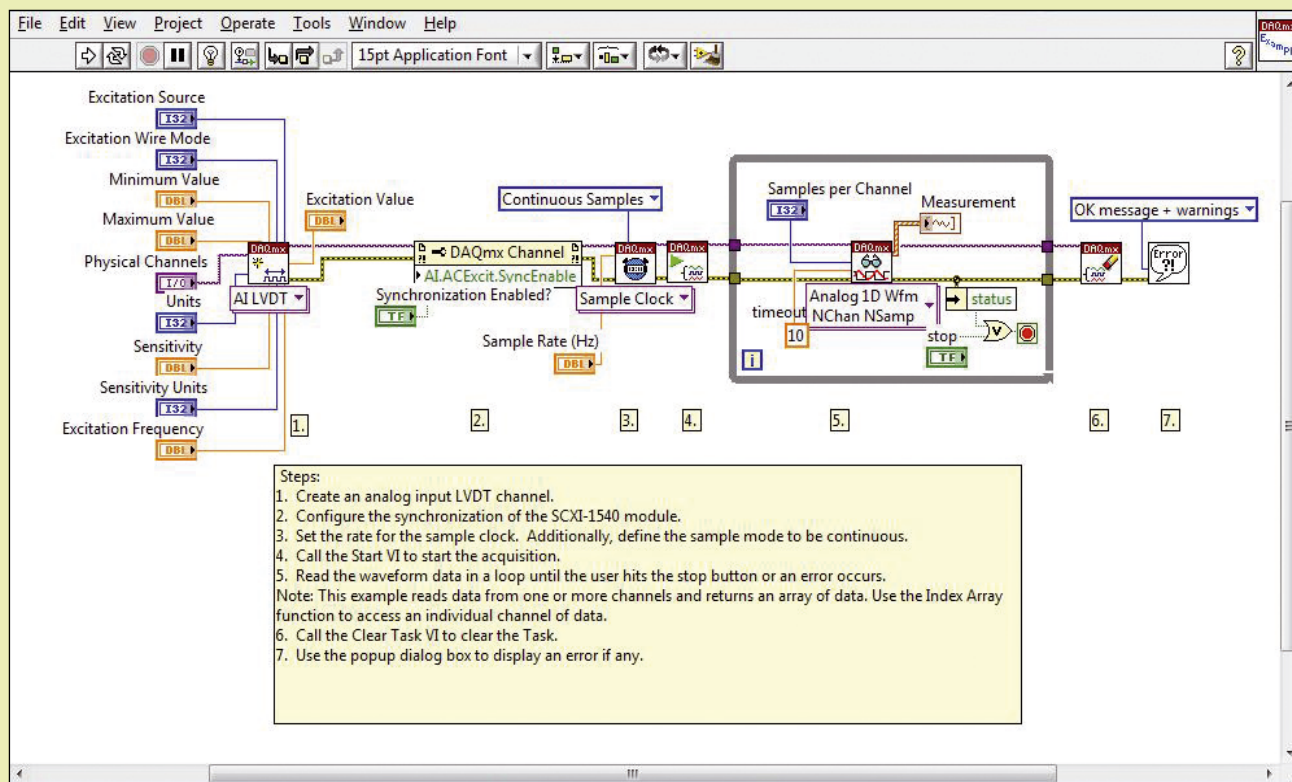 File Edit View Project Operate Tools Window Help
15pt Application Font
DAQmx
Example
Excitation Source
I32
Excitation Wire Mode
I32
Minimum Value
DBL
Maximum Value
DBL
Physical Channels
I/O
Units
I32
Sensitivity
DBL
Sensitivity Units
I32
Excitation Frequency
DBL
DAQmx
AI LVDT
Excitation Value
DBL
DAQmx Channel
AI.ACExcit.SyncEnable
Synchronization Enabled?
TF
Continuous Samples
DAQmx
Sample Clock
Sample Rate (Hz)
DBL
DAQmx
Samples per Channel
I32
Measurement
DAQmx
Analog 1D Wfm
NChan NSamp
timeout
10
status
stop
TF
i
OK message + warnings
DAQmx
Error
?!
1. 2. 3. 4. 5. 6. 7.
Steps:
1. Create an analog input LVDT channel.
2. Configure the synchronization of the SCXI-1540 module.
3. Set the rate for the sample clock. Additionally, define the sample mode to be continuous.
4. Call the Start VI to start the acquisition.
5. Read the waveform data in a loop until the user hits the stop button or an error occurs.
Note: This example reads data from one or more channels and returns an array of data. Use the Index Array
function to access an individual channel of data.
6. Call the Clear Task VI to clear the Task.
7. Use the popup dialog box to display an error if any.